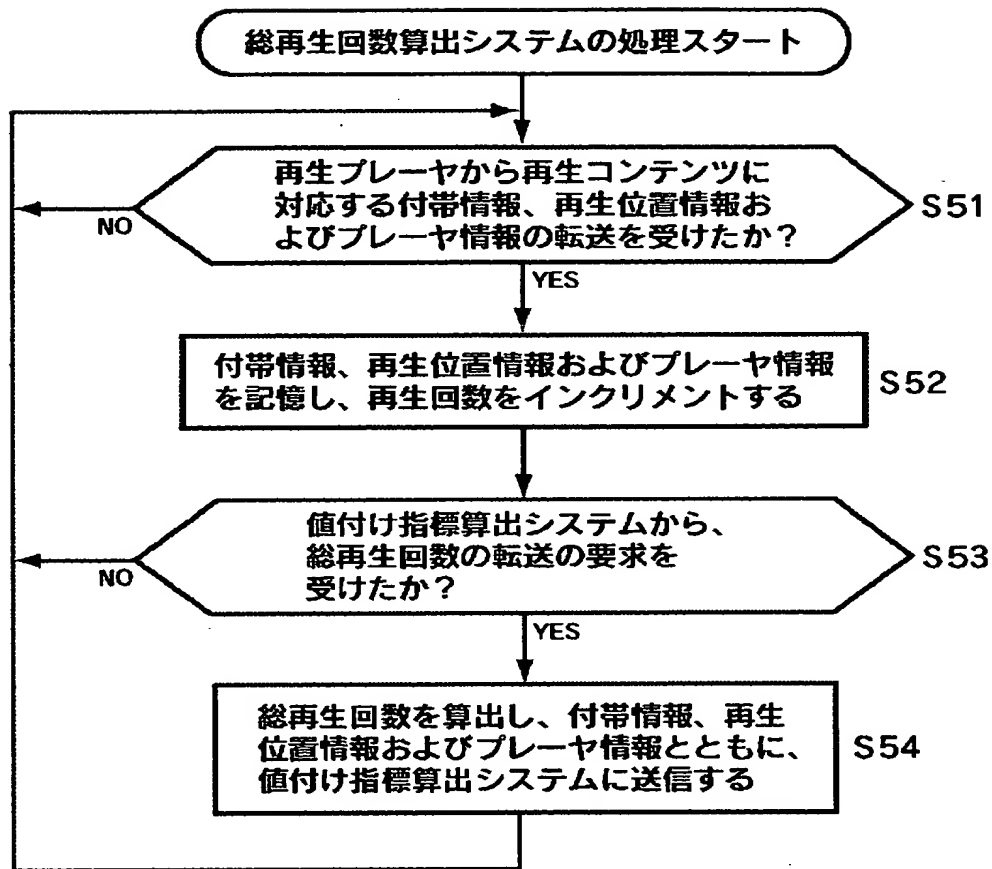 総再生回数算出システムの処理スタート
再生プレーヤから再生コンテンツに
対応する付帯情報、再生位置情報お
よびプレーヤ情報の転送を受けたか？
S51
NO
YES
付帯情報、再生位置情報およびプレーヤ情報
を記憶し、再生回数をインクリメントする
S52
値付け指標算出システムから、
総再生回数の転送の要求を
受けたか？
S53
NO
YES
総再生回数を算出し、付帯情報、再生
位置情報およびプレーヤ情報とともに、
値付け指標算出システムに送信する
S54